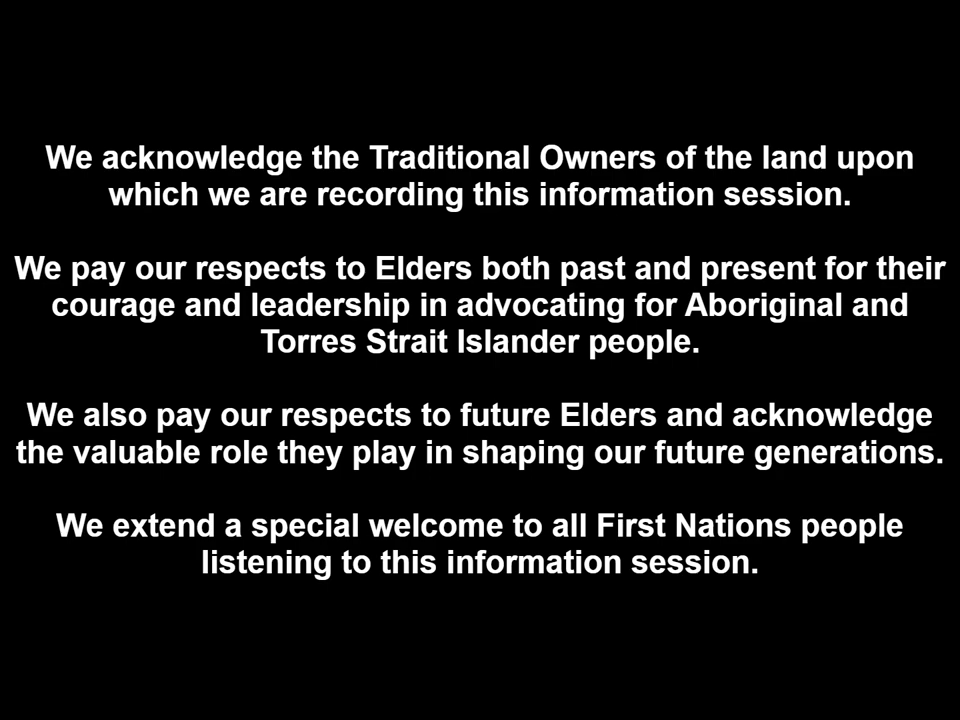 We acknowledge the Traditional Owners of the land upon
which we are recording this information session.
We pay our respects to Elders both past and present for their
courage and leadership in advocating for Aboriginal and
Torres Strait Islander people.
We also pay our respects to future Elders and acknowledge
the valuable role they play in shaping our future generations.
We extend a special welcome to all First Nations people
listening to this information session.